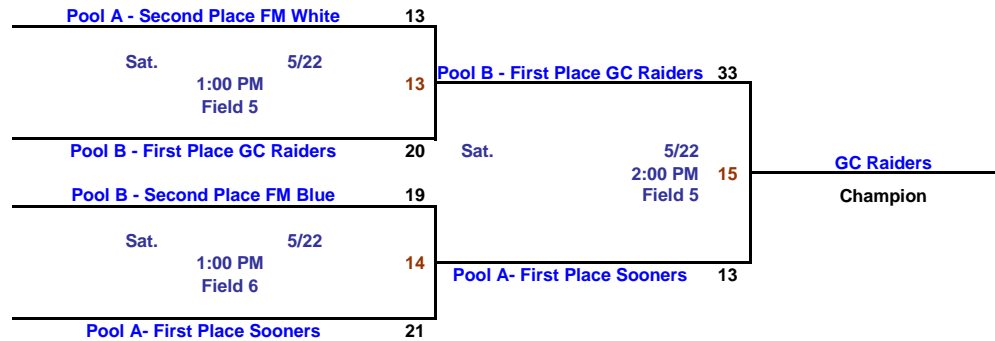 Pool A - Second Place FM White 13
Sat. 5/22
1:00 PM 13
Field 5
Pool B - First Place GC Raiders 20
Pool B - Second Place FM Blue 19
Sat. 5/22
1:00 PM 14
Field 6
Pool A- First Place Sooners 21
Pool B - First Place GC Raiders 33
Sat. 5/22
2:00 PM 15
Field 5
Pool A- First Place Sooners 13
GC Raiders
Champion